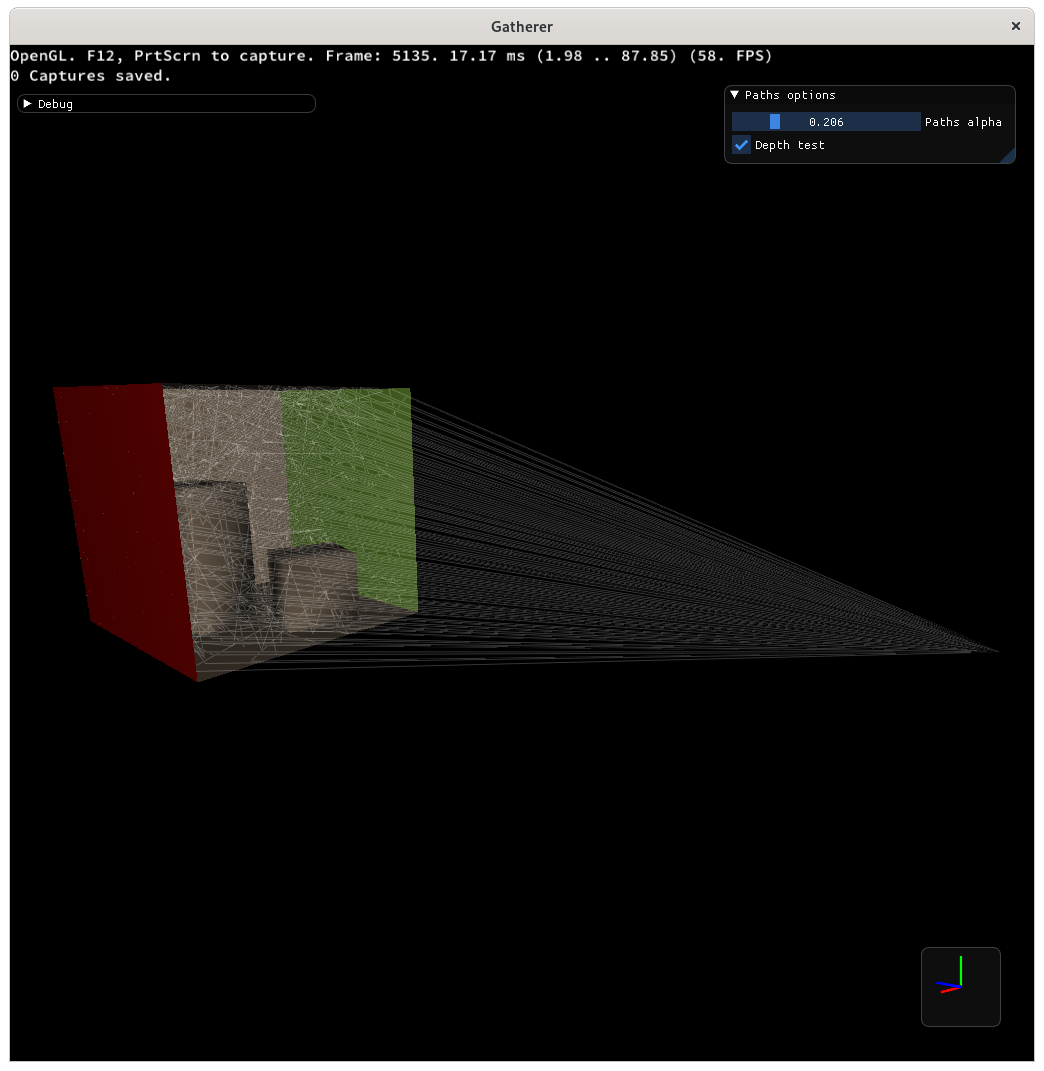 Gatherer
OpenGL. F12, PrtScrn to capture. Frame: 5135. 17.17 ms (1.98 .. 87.85) (58. FPS)
0 Captures saved.
Debug
Paths options
0.206 Paths alpha
Depth test